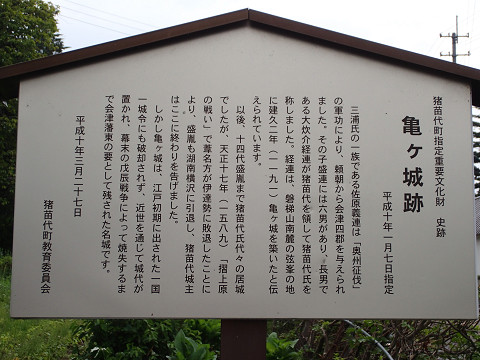 猪苗代町指定重要文化財 史跡
亀ヶ城跡
平成十年一月七日指定
三浦氏の一族である佐原義連は「奥州征伐」
の軍功により、頼朝から会津四郡を与えられ
ました。その子盛連には六男があり、長男で
ある大炊介経連が猪苗代を領して猪苗代氏を
称しました。経連は、磐梯山南麓の弦峯の地
に建久二年（一一九一）亀ヶ城を築いたと伝
えられています。
以後、十四代盛胤まで猪苗代氏代々の居城
でしたが、天正十七年（一五八九）「摺上原
の戦い」で葦名方が伊達勢に敗退したことに
より、盛胤も湖南横沢に引退し、猪苗代城主
はここに終わりを告げました。
しかし亀ヶ城は、江戸初期に出された一国
一城令にも破却されず、近世を通じて城代が
置かれ、幕末の戊辰戦争によって焼失するま
で会津藩東の要として残された名城です。
平成十年三月二十七日
猪苗代町教育委員会